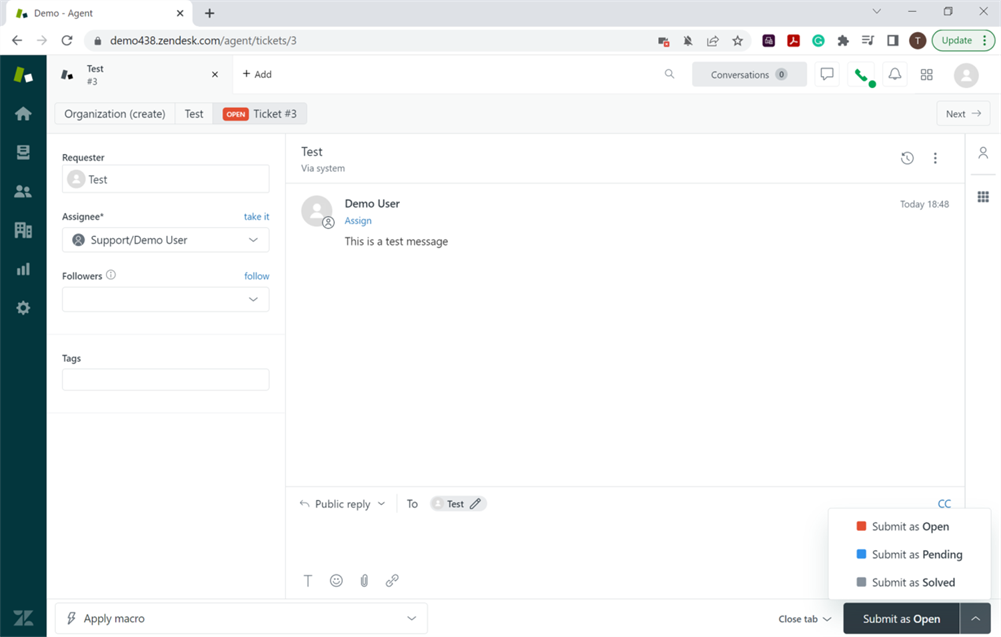 Demo - Agent
demo438.zendesk.com/agent/tickets/3
T
Update
Test
#3
+ Add
Conversations 0
Organization (create)
Test
OPEN Ticket #3
Next
Requester
Test
Assignee*
take it
Support/Demo User
Followers
follow
Tags
Test
Via system
Demo User
Today 18:48
Assign
This is a test message
Public reply
To
Test
CC
Submit as Open
Submit as Pending
Submit as Solved
T
Apply macro
Close tab
Submit as Open